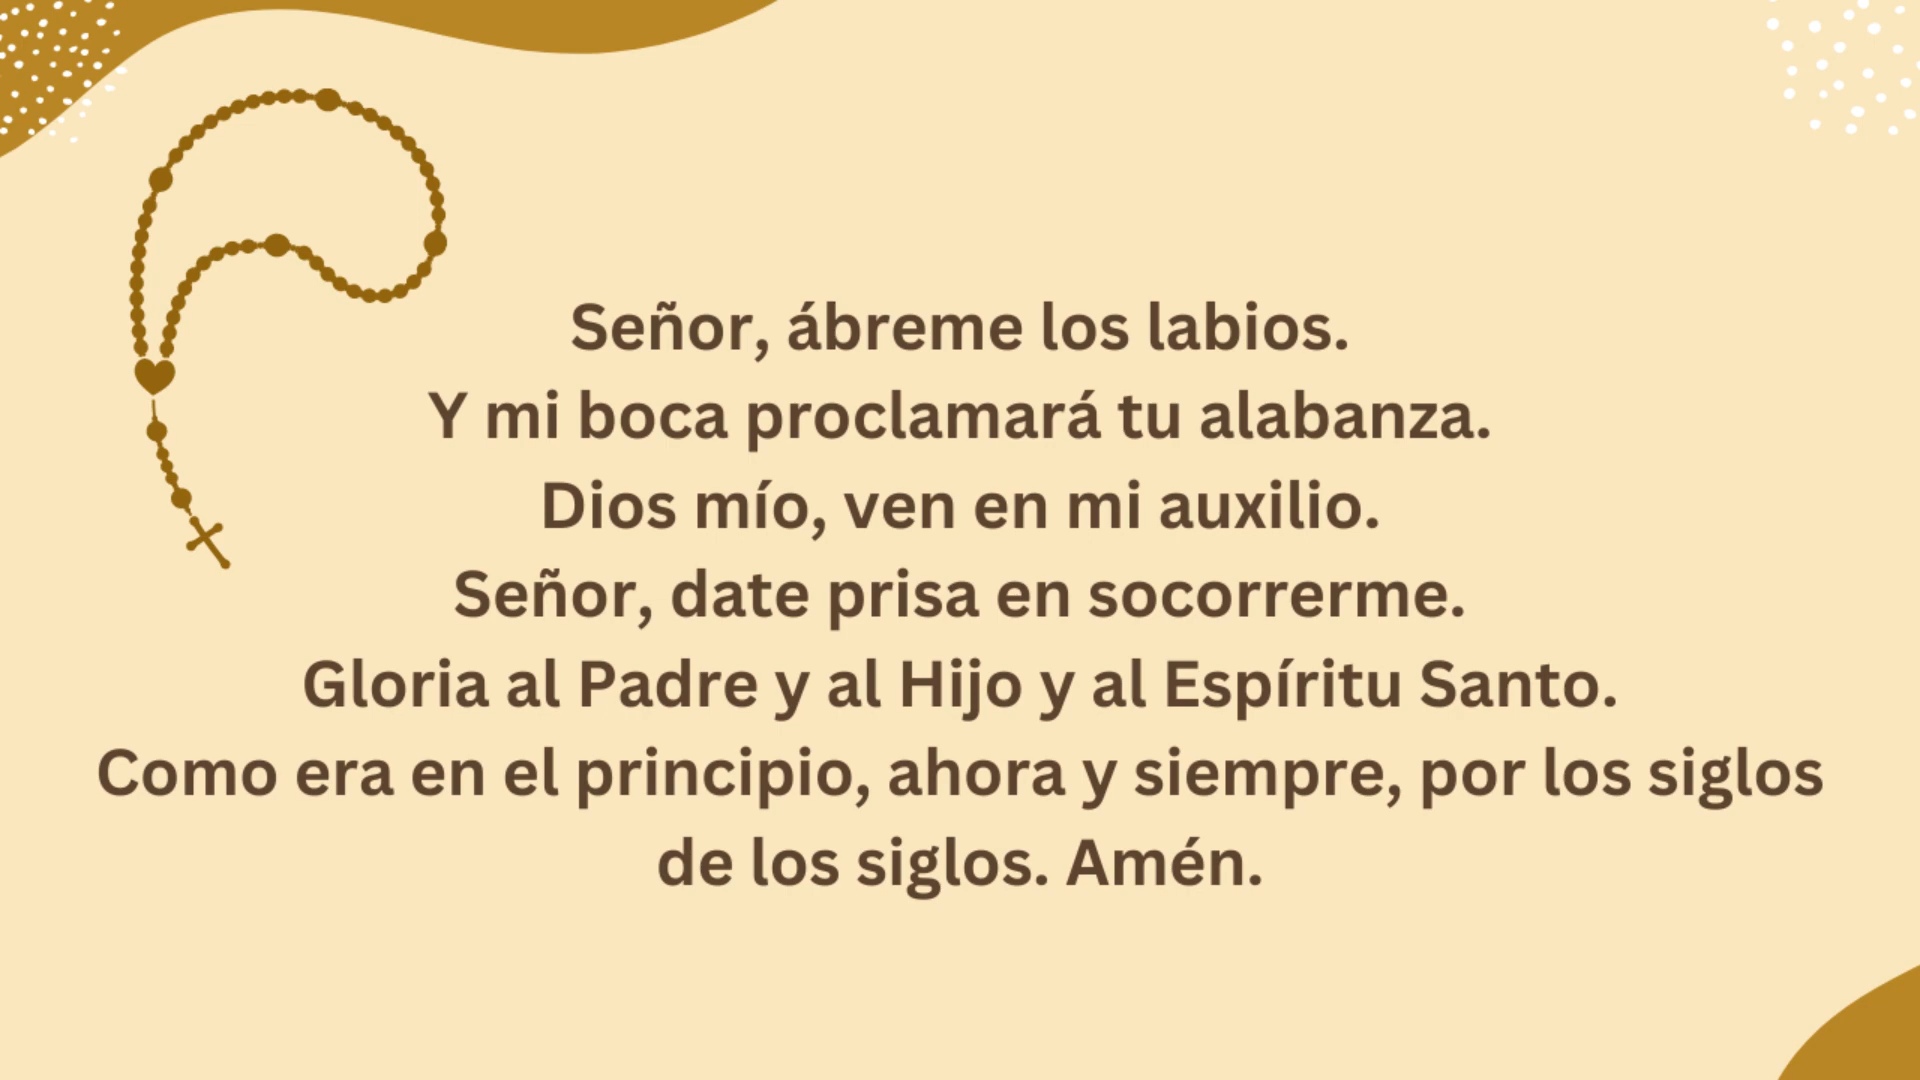 Señor, ábreme los labios.
Y mi boca proclamará tu alabanza.
Dios mío, ven en mi auxilio.
Señor, date prisa en socorrerme.
Gloria al Padre y al Hijo y al Espíritu Santo.
Como era en el principio, ahora y siempre, por los siglos
de los siglos. Amén.